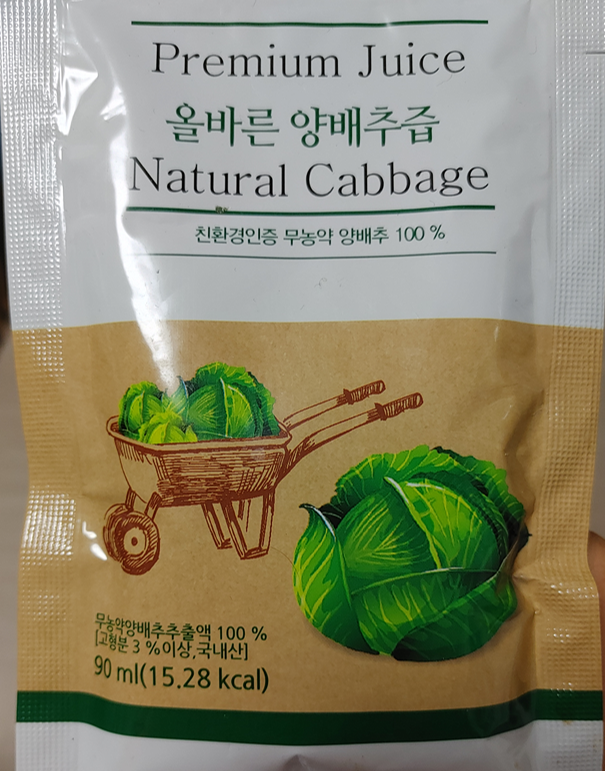 Premium Juice
올바른 양배추즙
Natural Cabbage
친환경인증 무농약 양배추 100 %
무농약양배추추출액 100 %
[고형분 3 %이상,국내산]
90 ml(15.28 kcal)